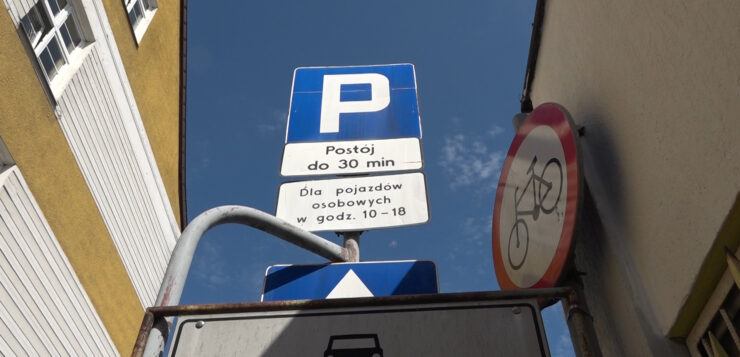 P
Postój
do 30 min
Dla pojazdów
osobowych
w godz. 10 – 18